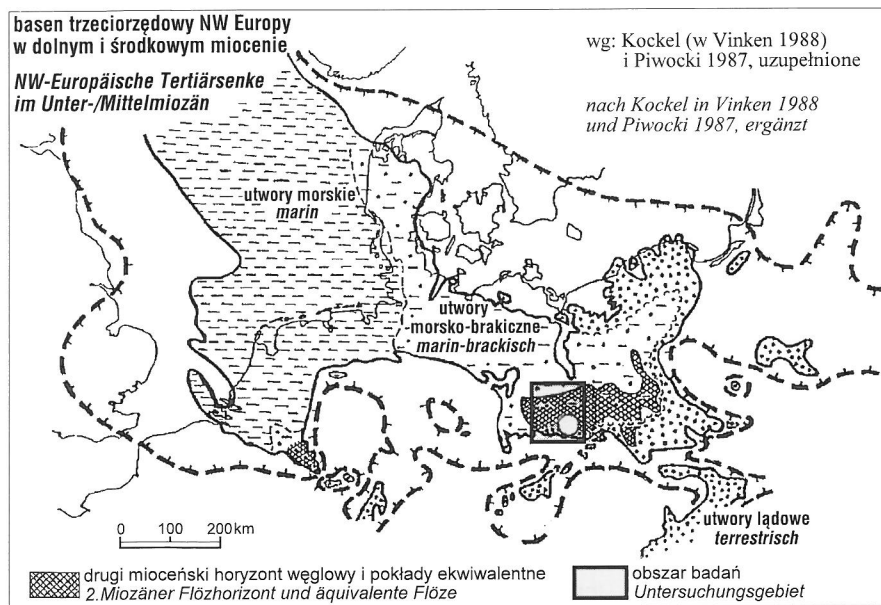 basen trzeciorzędowy NW Europy
w dolnym i środkowym miocenie
NW-Europäische Tertiärsenke
im Unter-/Mittelmiozän
wg: Kockel (w Vinken 1988)
i Piwocki 1987, uzupełnione
nach Kockel in Vinken 1988
und Piwocki 1987, ergänzt
utwory morskie
marin
utwory
-morsko-brakiczne-
marin-brackisch
utwory lądowe
terrestrisch
0 100 200km
drugi mioceński horyzont węglowy i pokłady ekwiwalentne
2.Miozäner Flözhorizont und äquivalente Flöze
obszar badań
Untersuchungsgebiet